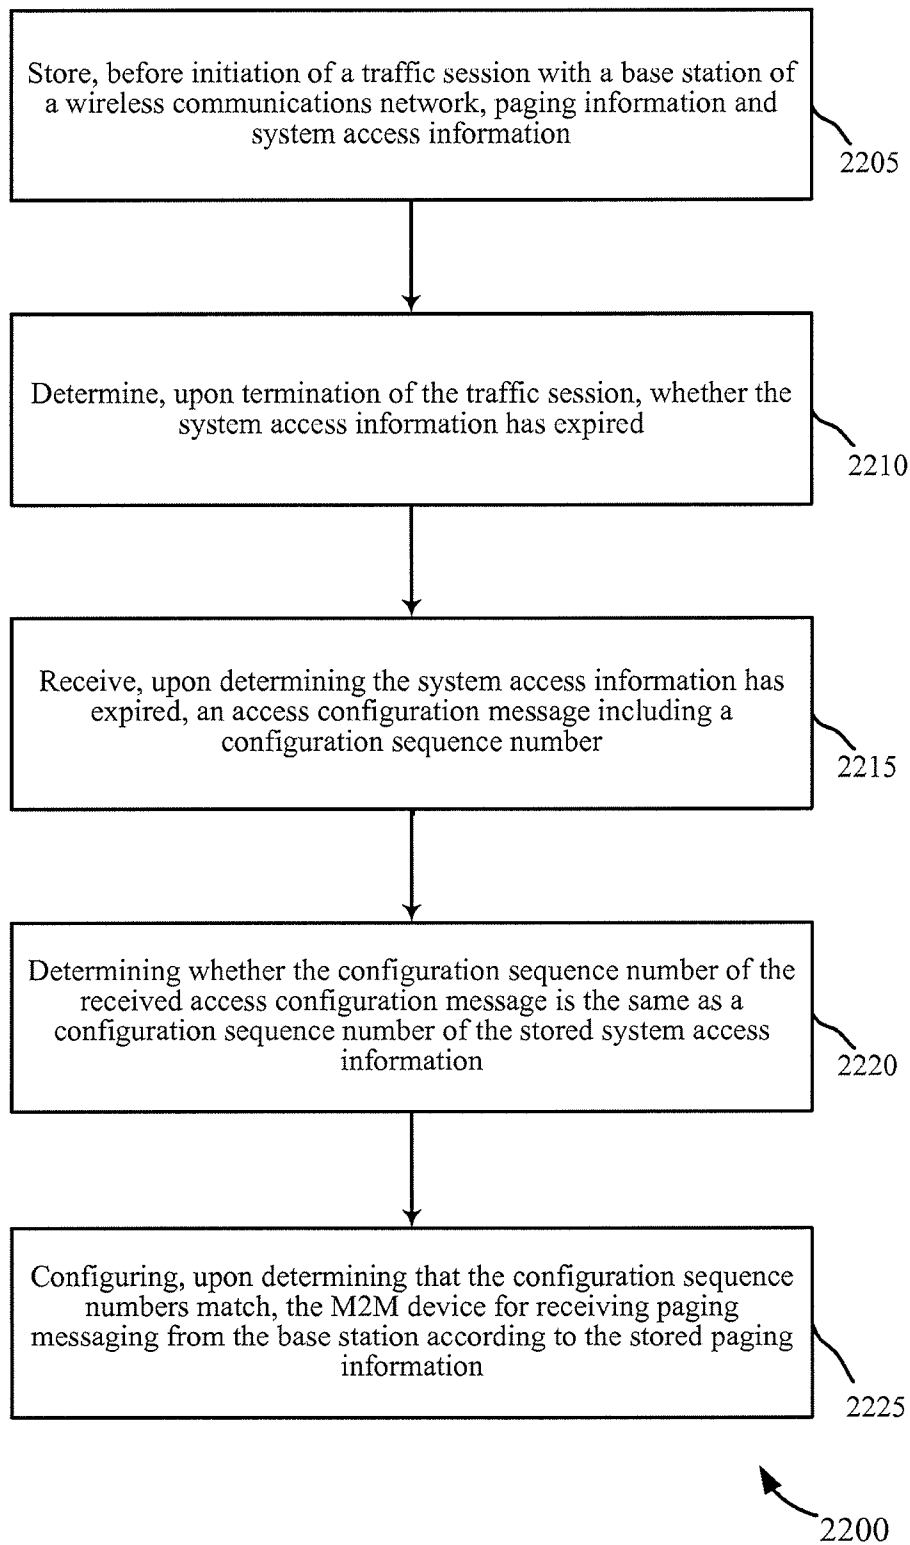 Store, before initiation of a traffic session with a base station of
a wireless communications network, paging information and
system access information
2205
Determine, upon termination of the traffic session, whether the
system access information has expired
2210
Receive, upon determining the system access information has
expired, an access configuration message including a
configuration sequence number
2215
Determining whether the configuration sequence number of the
received access configuration message is the same as a
configuration sequence number of the stored system access
information
2220
Configuring, upon determining that the configuration sequence
numbers match, the M2M device for receiving paging
messaging from the base station according to the stored paging
information
2225
2200